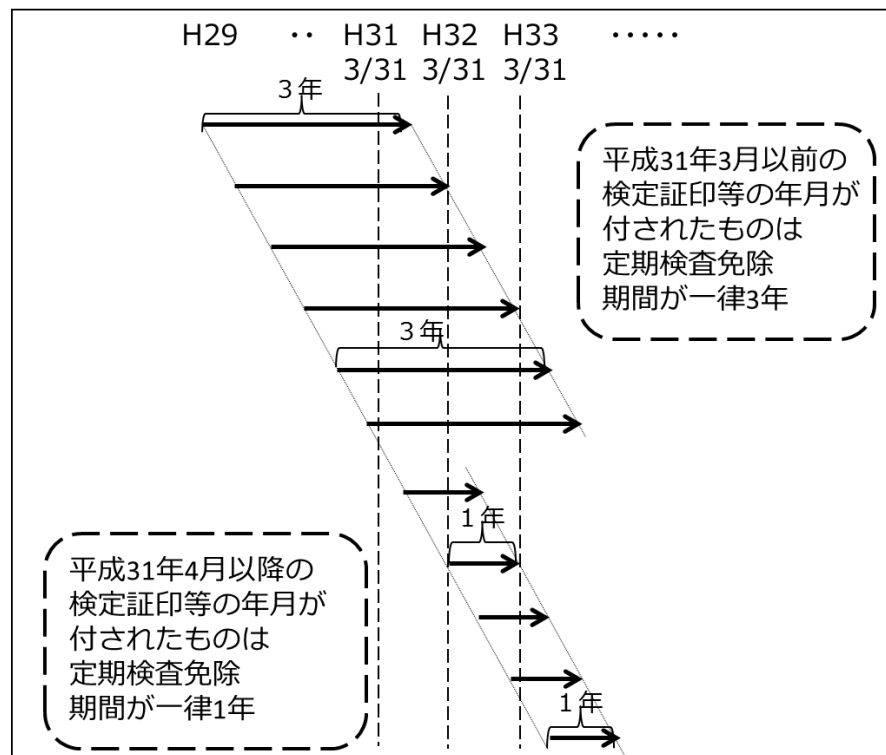 H29 ‥ H31 H32 H33 ‥‥‥
3/31 3/31 3/31
３年
平成31年3月以前の
検定証印等の年月が
付されたものは
定期検査免除
期間が一律3年
３年
１年
平成31年4月以降の
検定証印等の年月が
付されたものは
定期検査免除
期間が一律1年
１年